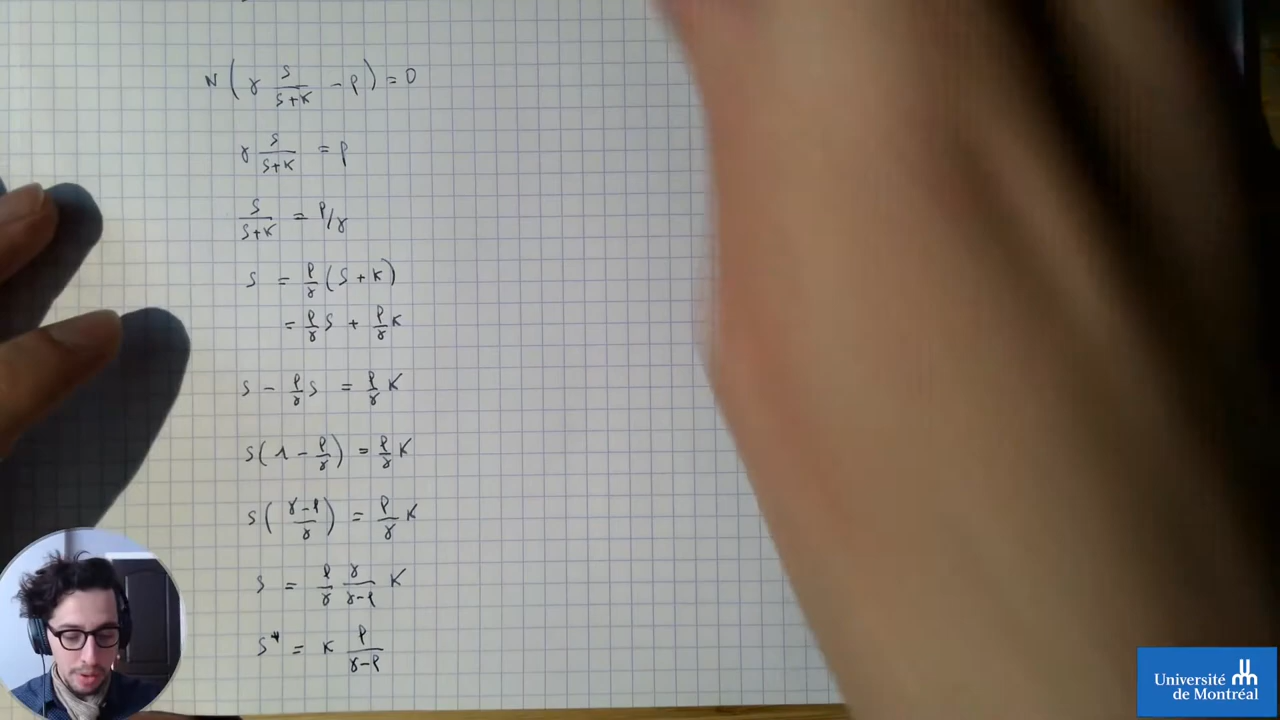 N ( γ S/(S+K) − ρ ) = 0
γ S/(S+K) = ρ
S/(S+K) = ρ/γ
S = ρ/γ (S + K)
= ρ/γ S + ρ/γ K
S − ρ/γ S = ρ/γ K
S ( 1 − ρ/γ ) = ρ/γ K
S ( (γ−ρ)/γ ) = ρ/γ K
S = ρ/γ γ/(γ−ρ) K
S* = K ρ/(γ−ρ)
Université
de Montréal